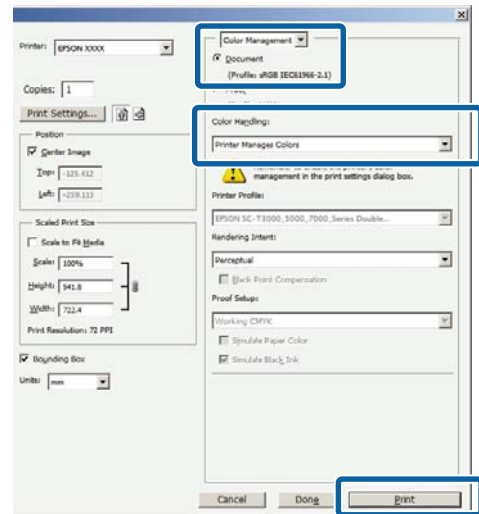 Printer: EPSON XXXX
Copies: 1
Print Settings...
Position
Center Image
Top: -125.412
Left: -259.113
Scaled Print Size
Scale to Fit Media
Scale: 100%
Height: 541.8
Width: 722.4
Print Resolution: 72 PPI
Bounding Box
Units: mm
Color Management
Document
(Profile: sRGB IEC61966-2.1)
Color Handling:
Printer Manages Colors
management in the print settings dialog box.
Printer Profile:
EPSON SC-T3000_5000_7000_Series Double...
Rendering Intent:
Perceptual
Black Point Compensation
Proof Setup:
Working CMYK
Simulate Paper Color
Simulate Black Ink
Cancel
Done
Print